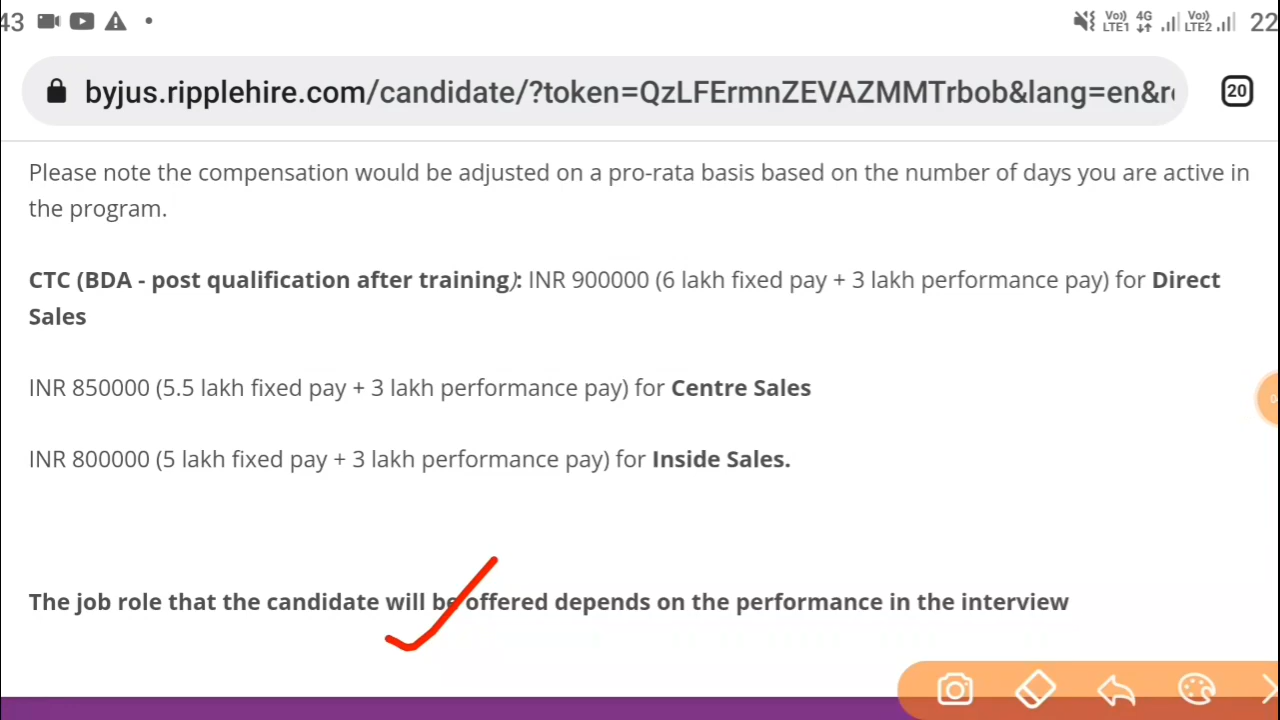 43
Vo)) 4G Vo))
LTE1 LTE2 22
byjus.ripplehire.com/candidate/?token=QzLFErmnZEVAZMMTrbob&lang=en&r
20
Please note the compensation would be adjusted on a pro-rata basis based on the number of days you are active in
the program.
CTC (BDA - post qualification after training): INR 900000 (6 lakh fixed pay + 3 lakh performance pay) for Direct
Sales
INR 850000 (5.5 lakh fixed pay + 3 lakh performance pay) for Centre Sales
INR 800000 (5 lakh fixed pay + 3 lakh performance pay) for Inside Sales.
The job role that the candidate will be offered depends on the performance in the interview